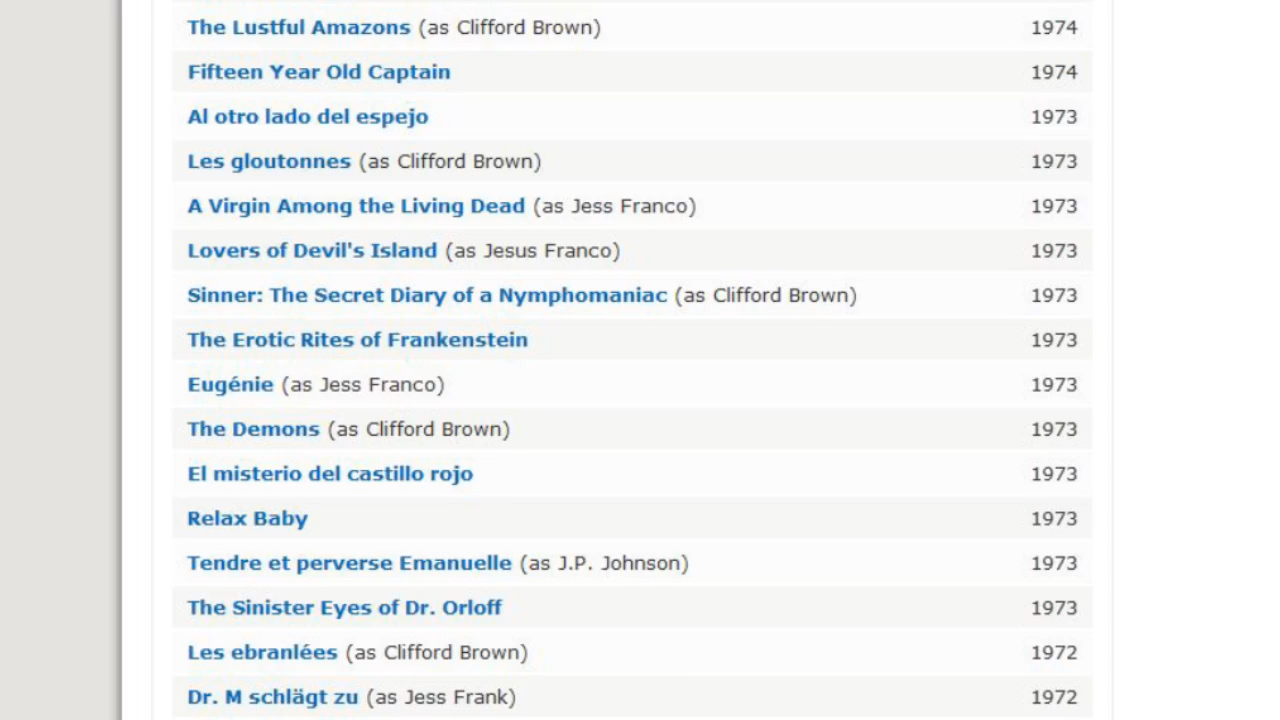 The Lustful Amazons (as Clifford Brown) 1974
Fifteen Year Old Captain 1974
Al otro lado del espejo 1973
Les gloutonnes (as Clifford Brown) 1973
A Virgin Among the Living Dead (as Jess Franco) 1973
Lovers of Devil's Island (as Jesus Franco) 1973
Sinner: The Secret Diary of a Nymphomaniac (as Clifford Brown) 1973
The Erotic Rites of Frankenstein 1973
Eugénie (as Jess Franco) 1973
The Demons (as Clifford Brown) 1973
El misterio del castillo rojo 1973
Relax Baby 1973
Tendre et perverse Emanuelle (as J.P. Johnson) 1973
The Sinister Eyes of Dr. Orloff 1973
Les ebranlées (as Clifford Brown) 1972
Dr. M schlägt zu (as Jess Frank) 1972